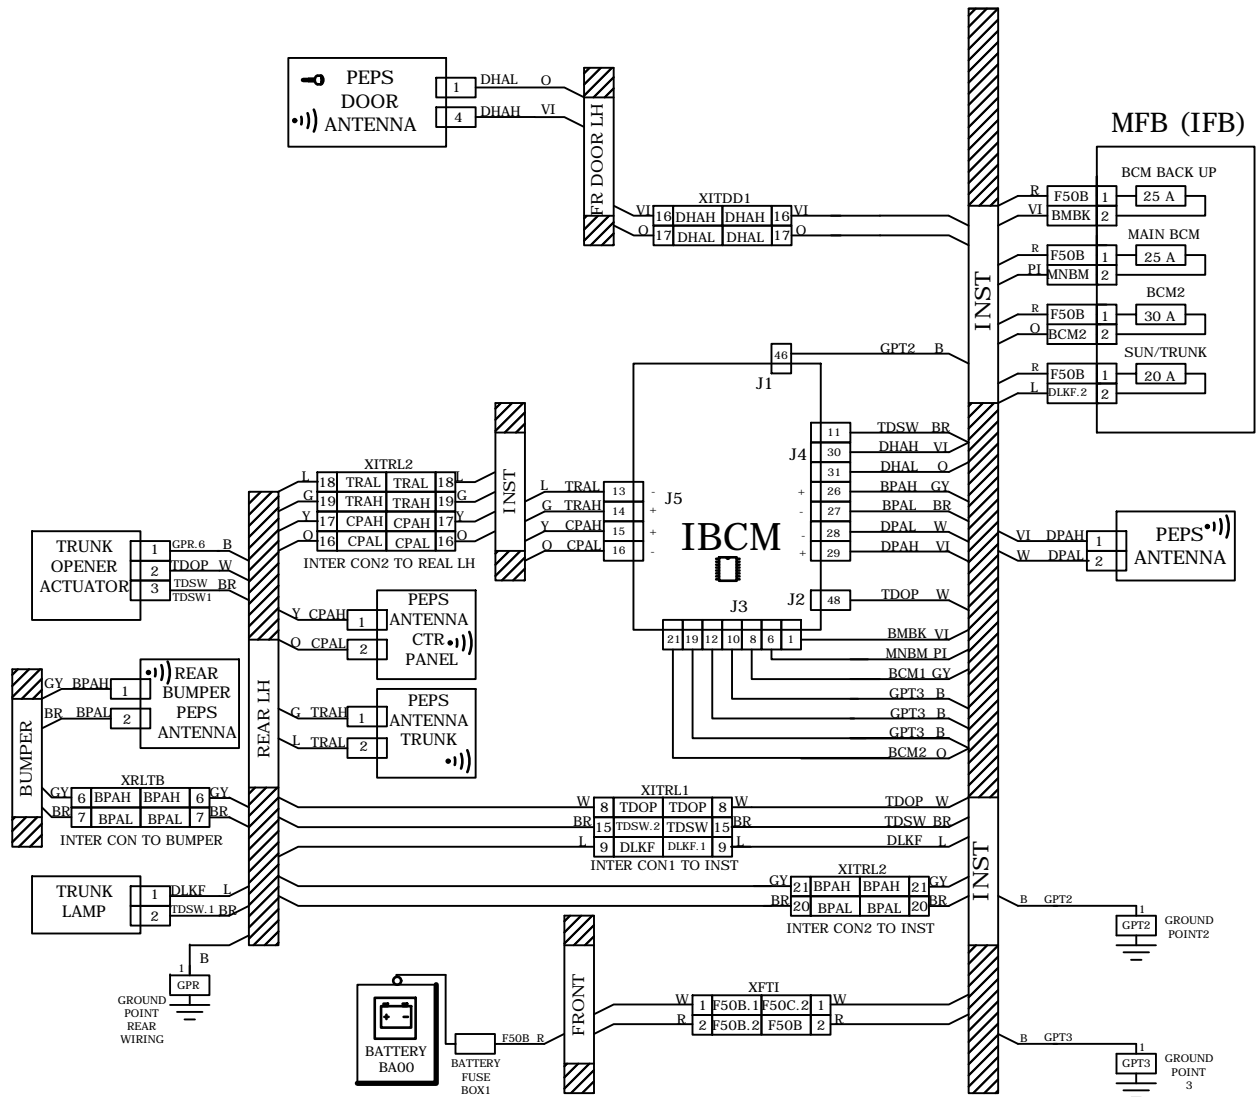 PEPS
DOOR
ANTENNA
1 DHAL O
4 DHAH VI
FR DOOR LH
XITDD1
VI 16 DHAH DHAH 16 VI
O 17 DHAL DHAL 17 O
INST
MFB (IFB)
BCM BACK UP
R F50B 1 25 A
VI BMBK 2
MAIN BCM
R F50B 1 25 A
PI MNBM 2
BCM2
R F50B 1 30 A
O BCM2 2
SUN/TRUNK
R F50B 1 20 A
L DLKF.2 2
46 GPT2 B
J1
11 TDSW BR
J4
30 DHAH VI
31 DHAL O
+ 26 BPAH GY
- 27 BPAL BR
- 28 DPAL W
+ 29 DPAH VI
J2
48 TDOP W
IBCM
J5
L TRAL 13 -
G TRAH 14 +
Y CPAH 15 +
O CPAL 16 -
J3
21 19 12 10 8 6 1
BMBK VI
MNBM PI
BCM1 GY
GPT3 B
GPT3 B
GPT3 B
BCM2 O
INST
XITRL2
L 18 TRAL TRAL 18 L
G 19 TRAH TRAH 19 G
Y 17 CPAH CPAH 17 Y
O 16 CPAL CPAL 16 O
INTER CON2 TO REAL LH
TRUNK
OPENER
ACTUATOR
1 GPR.6 B
2 TDOP W
3 TDSW BR
TDSW1
VI DPAH 1
W DPAL 2
PEPS
ANTENNA
Y CPAH 1
O CPAL 2
PEPS
ANTENNA
CTR
PANEL
G TRAH 1
L TRAL 2
PEPS
ANTENNA
TRUNK
REAR LH
BUMPER
GY BPAH 1
BR BPAL 2
REAR
BUMPER
PEPS
ANTENNA
XRLTB
GY 6 BPAH BPAH 6 GY
BR 7 BPAL BPAL 7 BR
INTER CON TO BUMPER
XITRL1
W 8 TDOP TDOP 8 W TDOP W
BR 15 TDSW.2 TDSW 15 BR TDSW BR
L 9 DLKF DLKF.1 9 L DLKF L
INTER CON1 TO INST
XITRL2
GY 21 BPAH BPAH 21 GY
BR 20 BPAL BPAL 20 BR
INTER CON2 TO INST
INST
TRUNK
LAMP
1 DLKF L
2 TDSW.1 BR
B
1
GPR
GROUND
POINT
REAR
WIRING
B GPT2 1
GPT2
GROUND
POINT2
BATTERY
BA00
BATTERY
FUSE
BOX1
F50B R
FRONT
XFTI
W 1 F50B.1 F50C.2 1 W
R 2 F50B.2 F50B 2 R
B GPT3 1
GPT3
GROUND
POINT
3